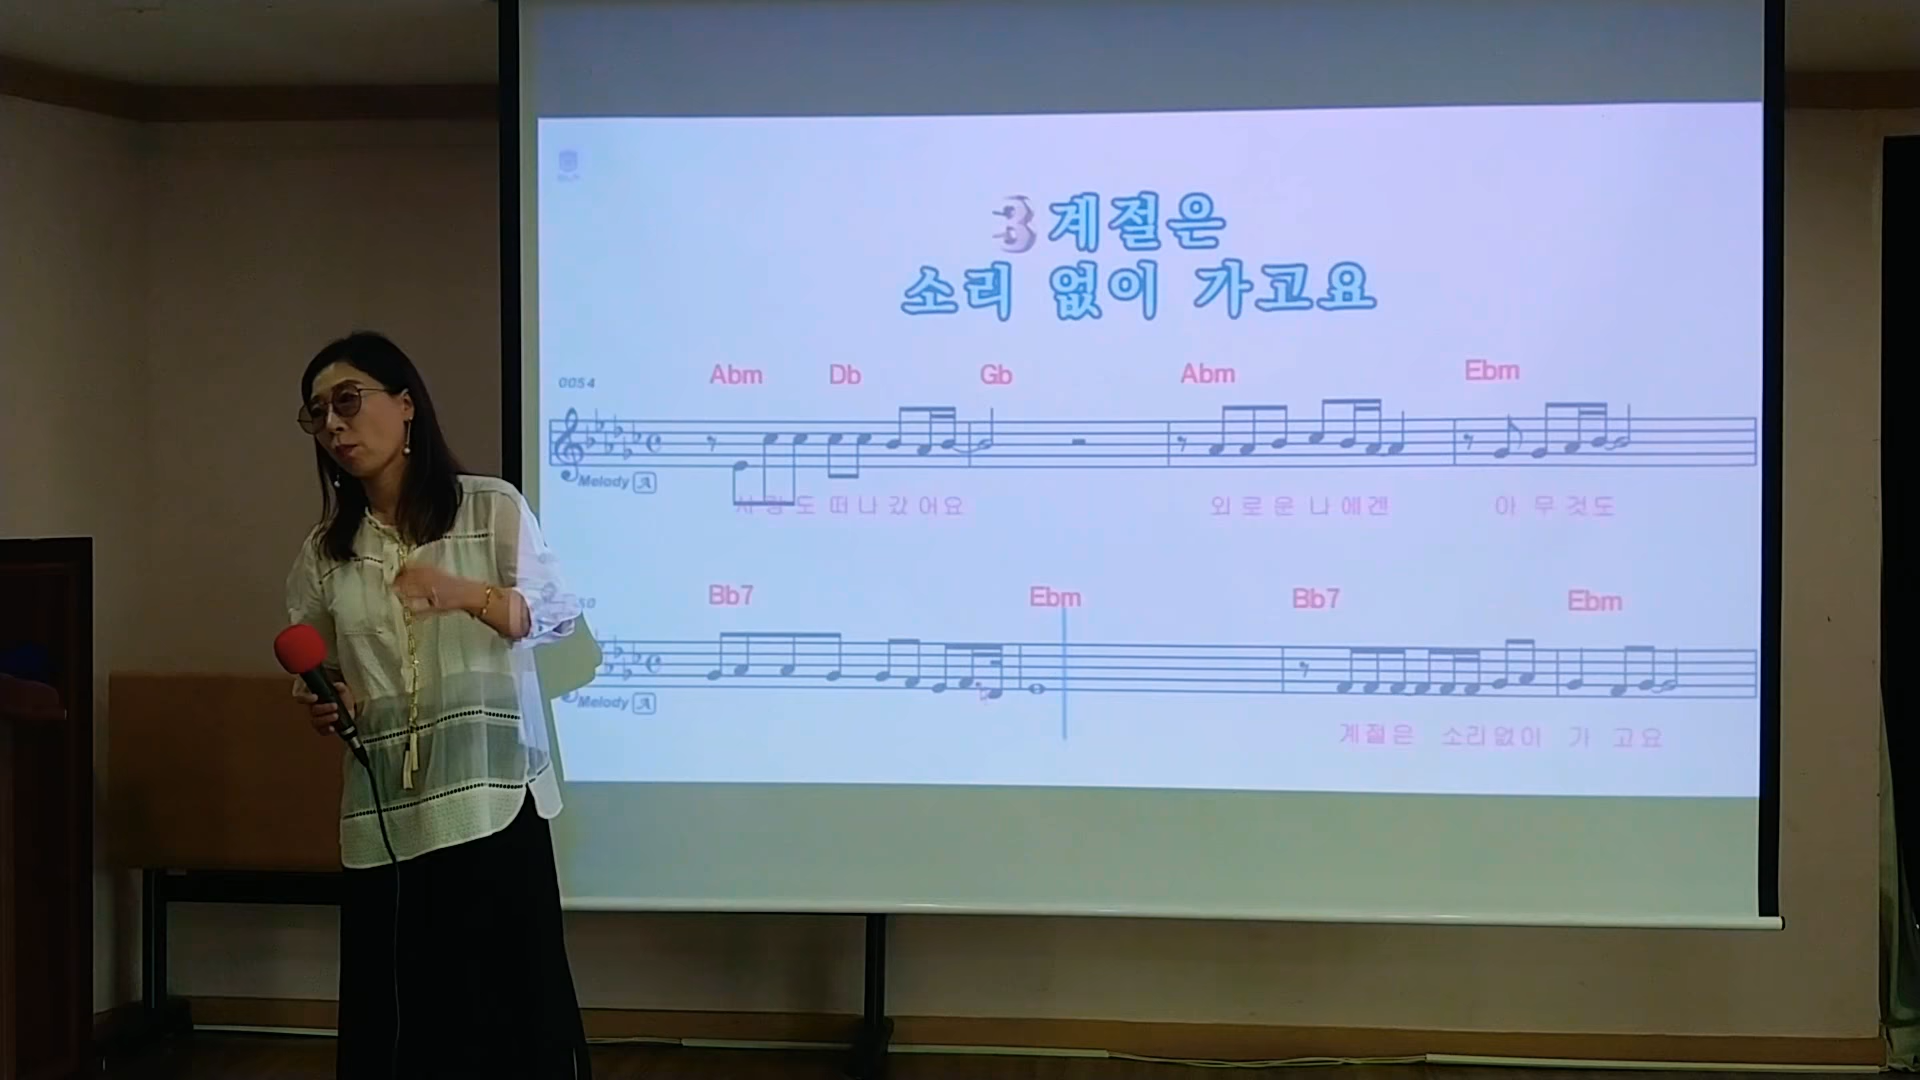 3 계절은
소리 없이 가고요
0054
Abm Db Gb Abm Ebm
Melody A
사랑도 떠나갔어요 외로운나에겐 아무것도
Bb7 Ebm Bb7 Ebm
Melody A
계절은 소리없이 가 고요